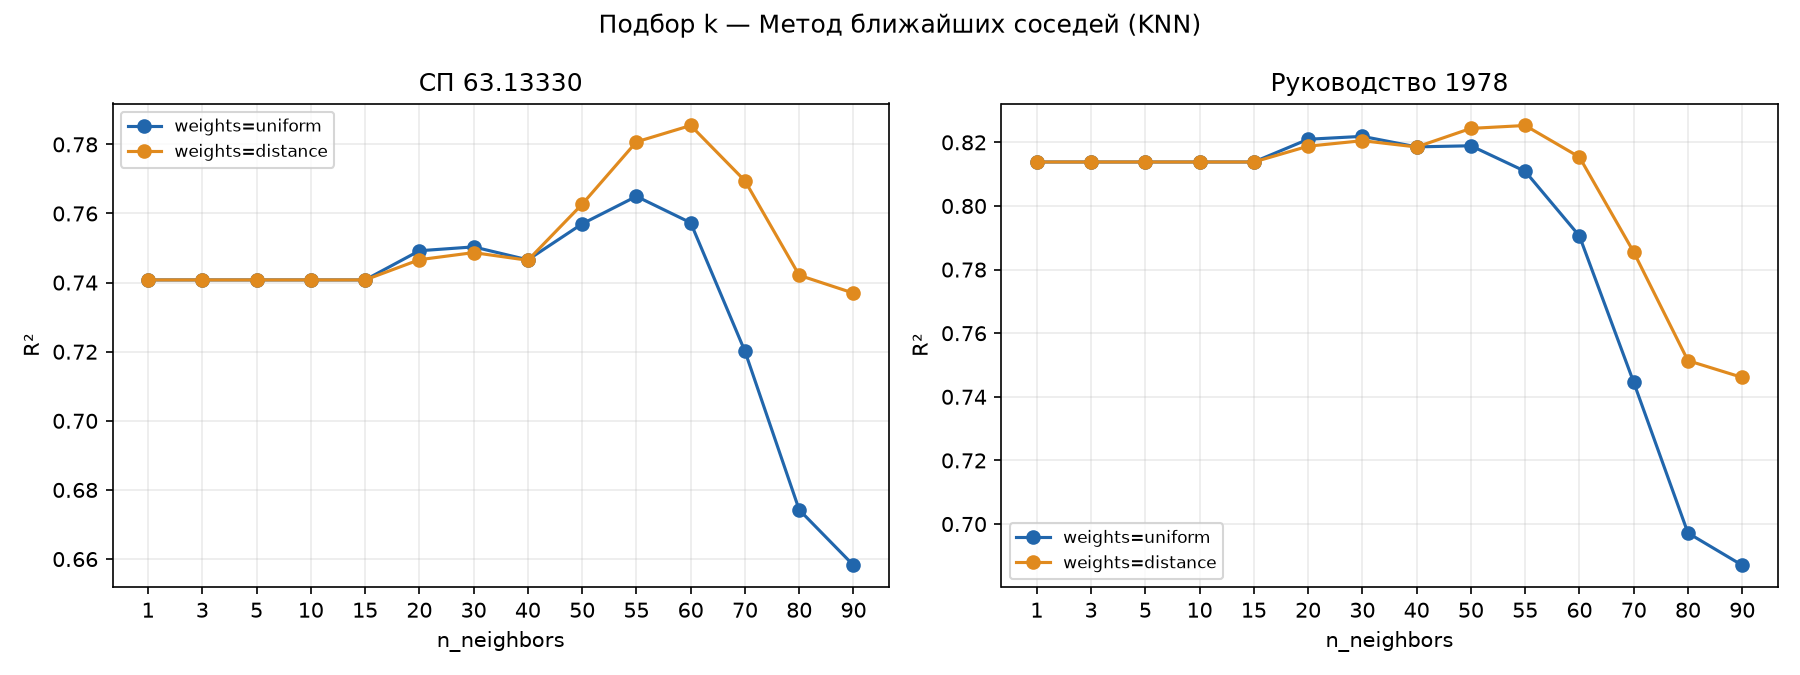 Подбор k — Метод ближайших соседей (KNN)
СП 63.13330
weights=uniform
weights=distance
R²
0.78
0.76
0.74
0.72
0.70
0.68
0.66
1 3 5 10 15 20 30 40 50 55 60 70 80 90
n_neighbors
Руководство 1978
R²
0.82
0.80
0.78
0.76
0.74
0.72
0.70
weights=uniform
weights=distance
1 3 5 10 15 20 30 40 50 55 60 70 80 90
n_neighbors